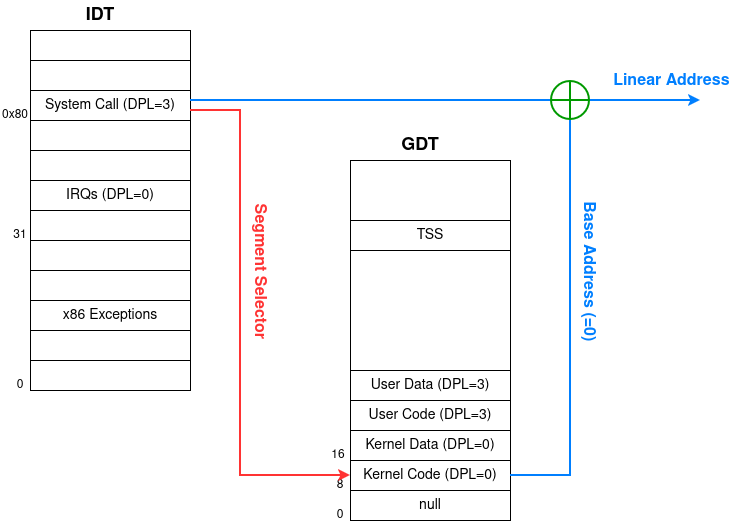 IDT
Linear Address
System Call (DPL=3)
0x80
GDT
IRQs (DPL=0)
Segment Selector
Base Address (=0)
31
TSS
x86 Exceptions
0
User Data (DPL=3)
User Code (DPL=3)
Kernel Data (DPL=0)
16
Kernel Code (DPL=0)
8
null
0